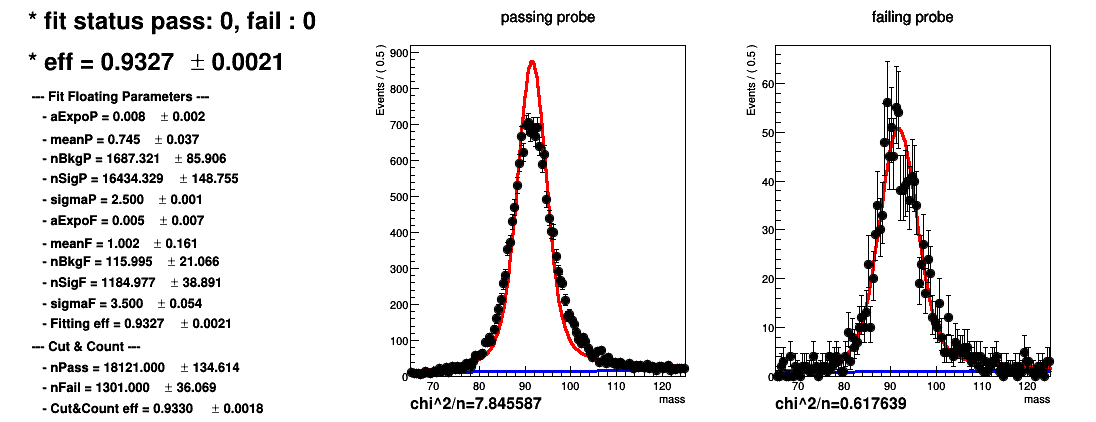 * fit status pass: 0, fail : 0
* eff = 0.9327 ± 0.0021
--- Fit Floating Parameters ---
- aExpoP = 0.008 ± 0.002
- meanP = 0.745 ± 0.037
- nBkgP = 1687.321 ± 85.906
- nSigP = 16434.329 ± 148.755
- sigmaP = 2.500 ± 0.001
- aExpoF = 0.005 ± 0.007
- meanF = 1.002 ± 0.161
- nBkgF = 115.995 ± 21.066
- nSigF = 1184.977 ± 38.891
- sigmaF = 3.500 ± 0.054
- Fitting eff = 0.9327 ± 0.0021
--- Cut & Count ---
- nPass = 18121.000 ± 134.614
- nFail = 1301.000 ± 36.069
- Cut&Count eff = 0.9330 ± 0.0018
passing probe
Events / ( 0.5 )
900
800
700
600
500
400
300
200
100
0
70 80 90 100 110 120
mass
chi^2/n=7.845587
failing probe
Events / ( 0.5 )
60
50
40
30
20
10
0
70 80 90 100 110 120
mass
chi^2/n=0.617639